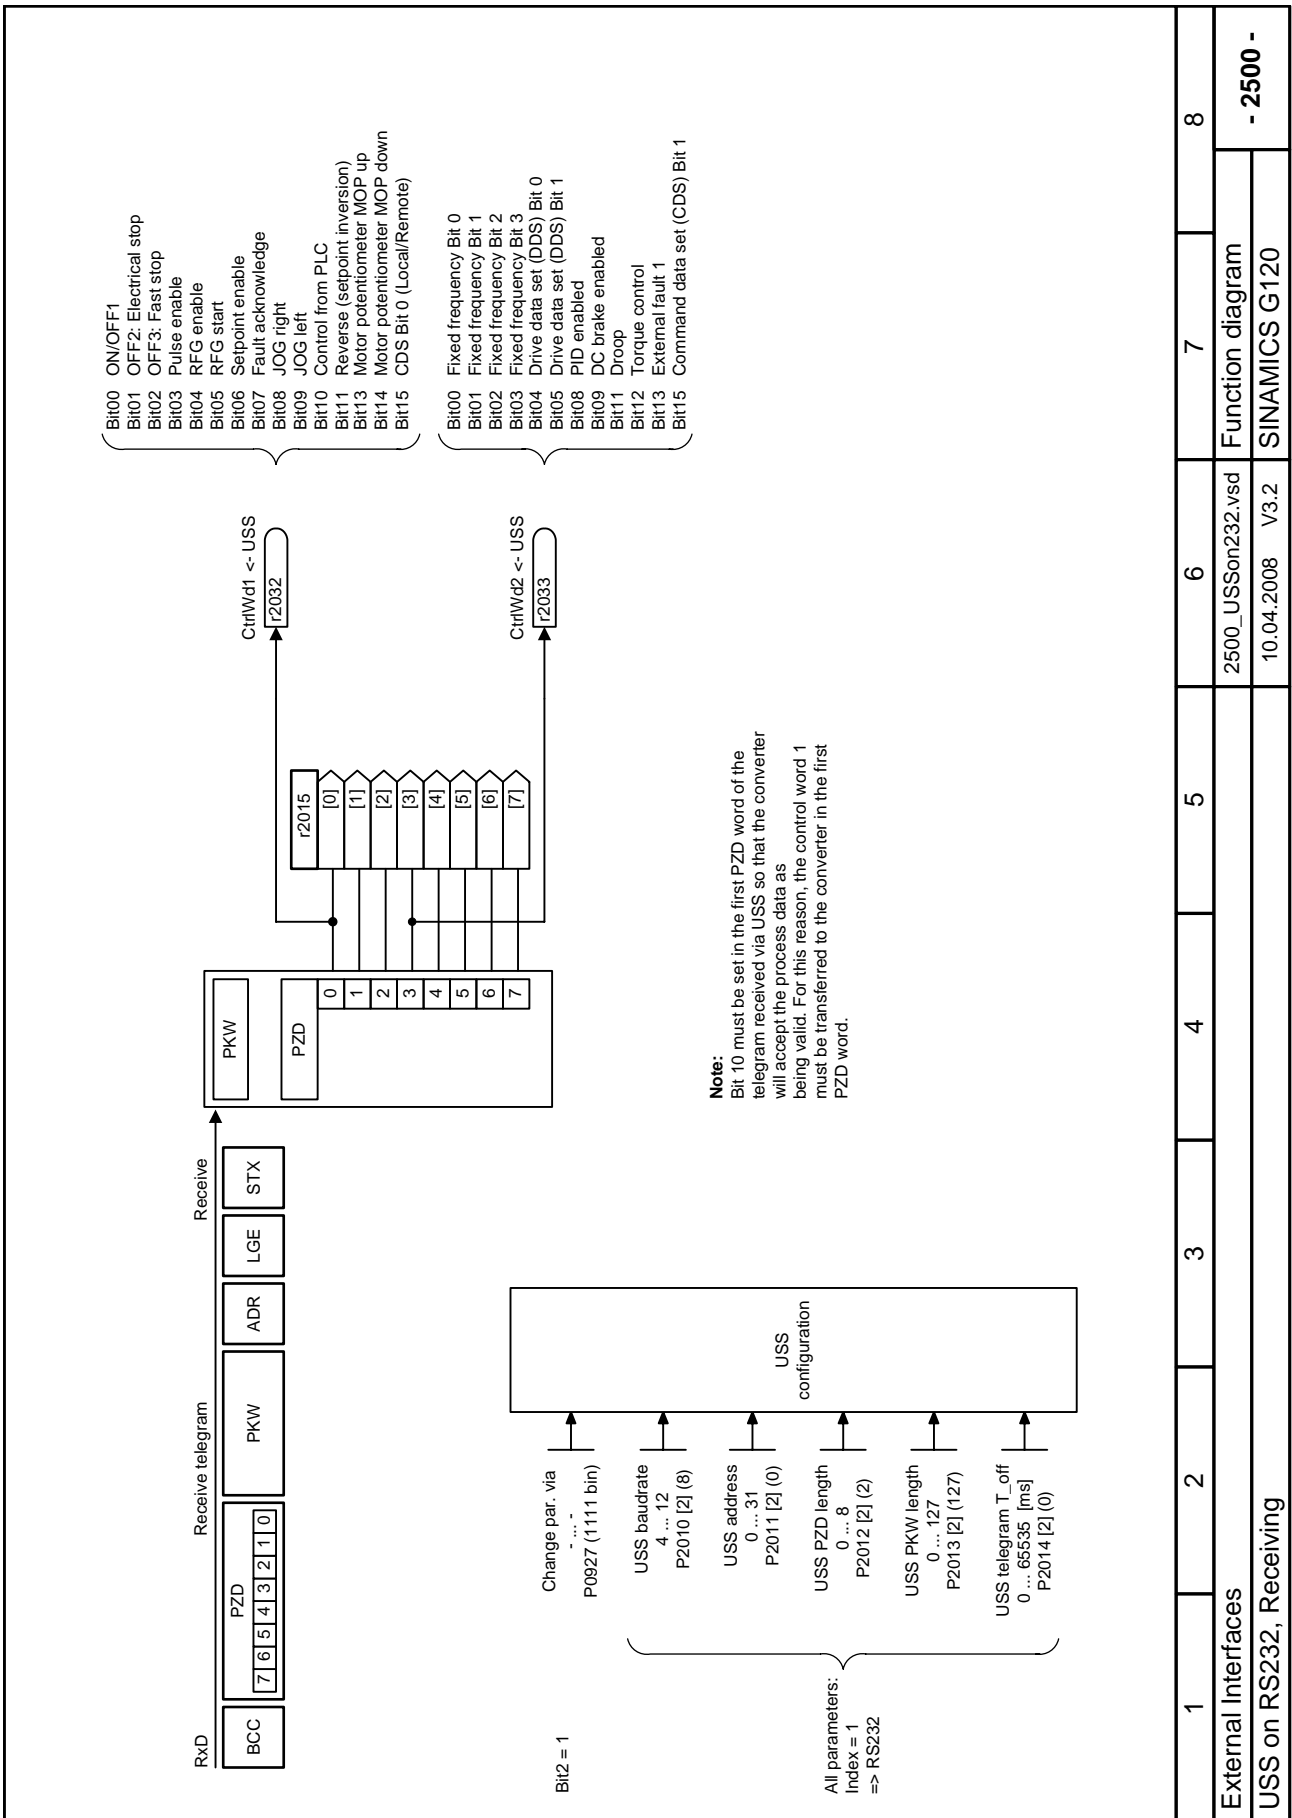 RxD
Receive telegram
Receive
BCC
PZD
7 6 5 4 3 2 1 0
PKW
ADR
LGE
STX
PKW
PZD
0
1
2
3
4
5
6
7
r2015
[0]
[1]
[2]
[3]
[4]
[5]
[6]
[7]
CtrlWd1 <- USS
r2032
CtrlWd2 <- USS
r2033
Bit00 ON/OFF1
Bit01 OFF2: Electrical stop
Bit02 OFF3: Fast stop
Bit03 Pulse enable
Bit04 RFG enable
Bit05 RFG start
Bit06 Setpoint enable
Bit07 Fault acknowledge
Bit08 JOG right
Bit09 JOG left
Bit10 Control from PLC
Bit11 Reverse (setpoint inversion)
Bit13 Motor potentiometer MOP up
Bit14 Motor potentiometer MOP down
Bit15 CDS Bit 0 (Local/Remote)
Bit00 Fixed frequency Bit 0
Bit01 Fixed frequency Bit 1
Bit02 Fixed frequency Bit 2
Bit03 Fixed frequency Bit 3
Bit04 Drive data set (DDS) Bit 0
Bit05 Drive data set (DDS) Bit 1
Bit08 PID enabled
Bit09 DC brake enabled
Bit11 Droop
Bit12 Torque control
Bit13 External fault 1
Bit15 Command data set (CDS) Bit 1
Bit2 = 1
Change par. via
- ... -
P0927 (1111 bin)
USS baudrate
4 ... 12
P2010 [2] (8)
USS address
0 ... 31
P2011 [2] (0)
USS PZD length
0 ... 8
P2012 [2] (2)
USS PKW length
0 ... 127
P2013 [2] (127)
USS telegram T_off
0 ... 65535 [ms]
P2014 [2] (0)
USS
configuration
All parameters:
Index = 1
=> RS232
Note:
Bit 10 must be set in the first PZD word of the
telegram received via USS so that the converter
will accept the process data as
being valid. For this reason, the control word 1
must be transferred to the converter in the first
PZD word.
1 2 3 4 5 6 7 8
External Interfaces
2500_USSon232.vsd
Function diagram
- 2500 -
USS on RS232, Receiving
10.04.2008 V3.2
SINAMICS G120